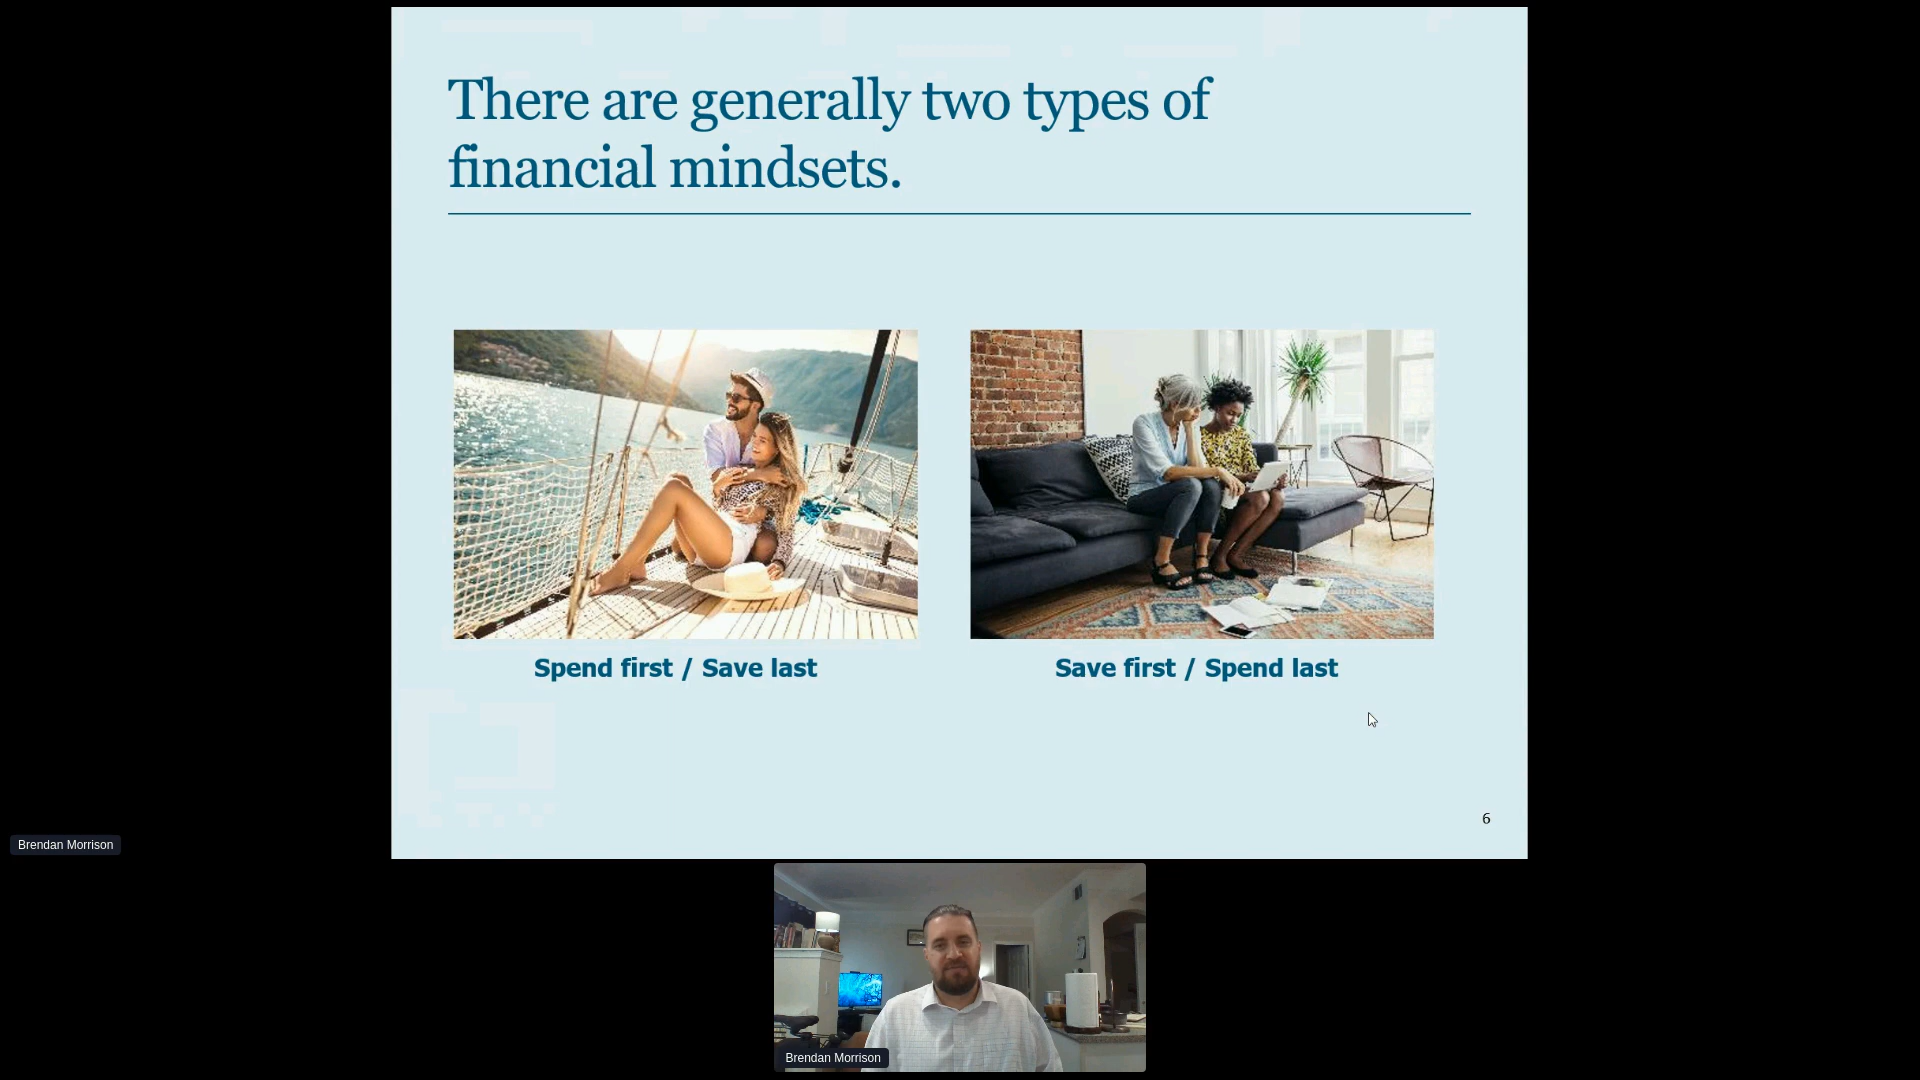 There are generally two types of
financial mindsets.
Spend first / Save last
Save first / Spend last
6
Brendan Morrison
Brendan Morrison